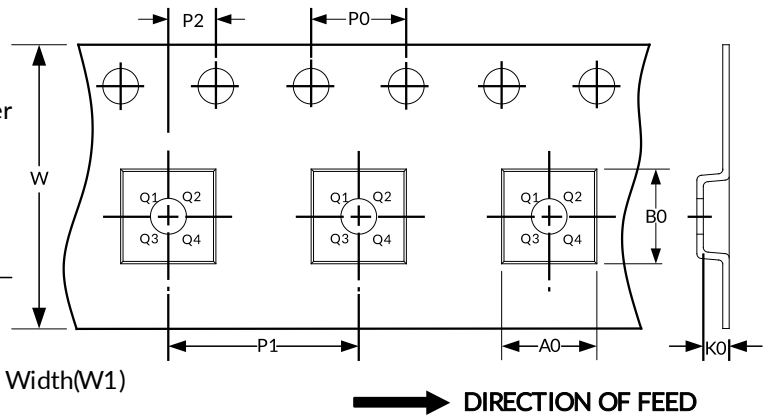 P2
P0
er
W
Q1 Q2
Q3 Q4
Q1 Q2
Q3 Q4
Q1 Q2
Q3 Q4
B0
P1
A0
K0
Width(W1)
DIRECTION OF FEED